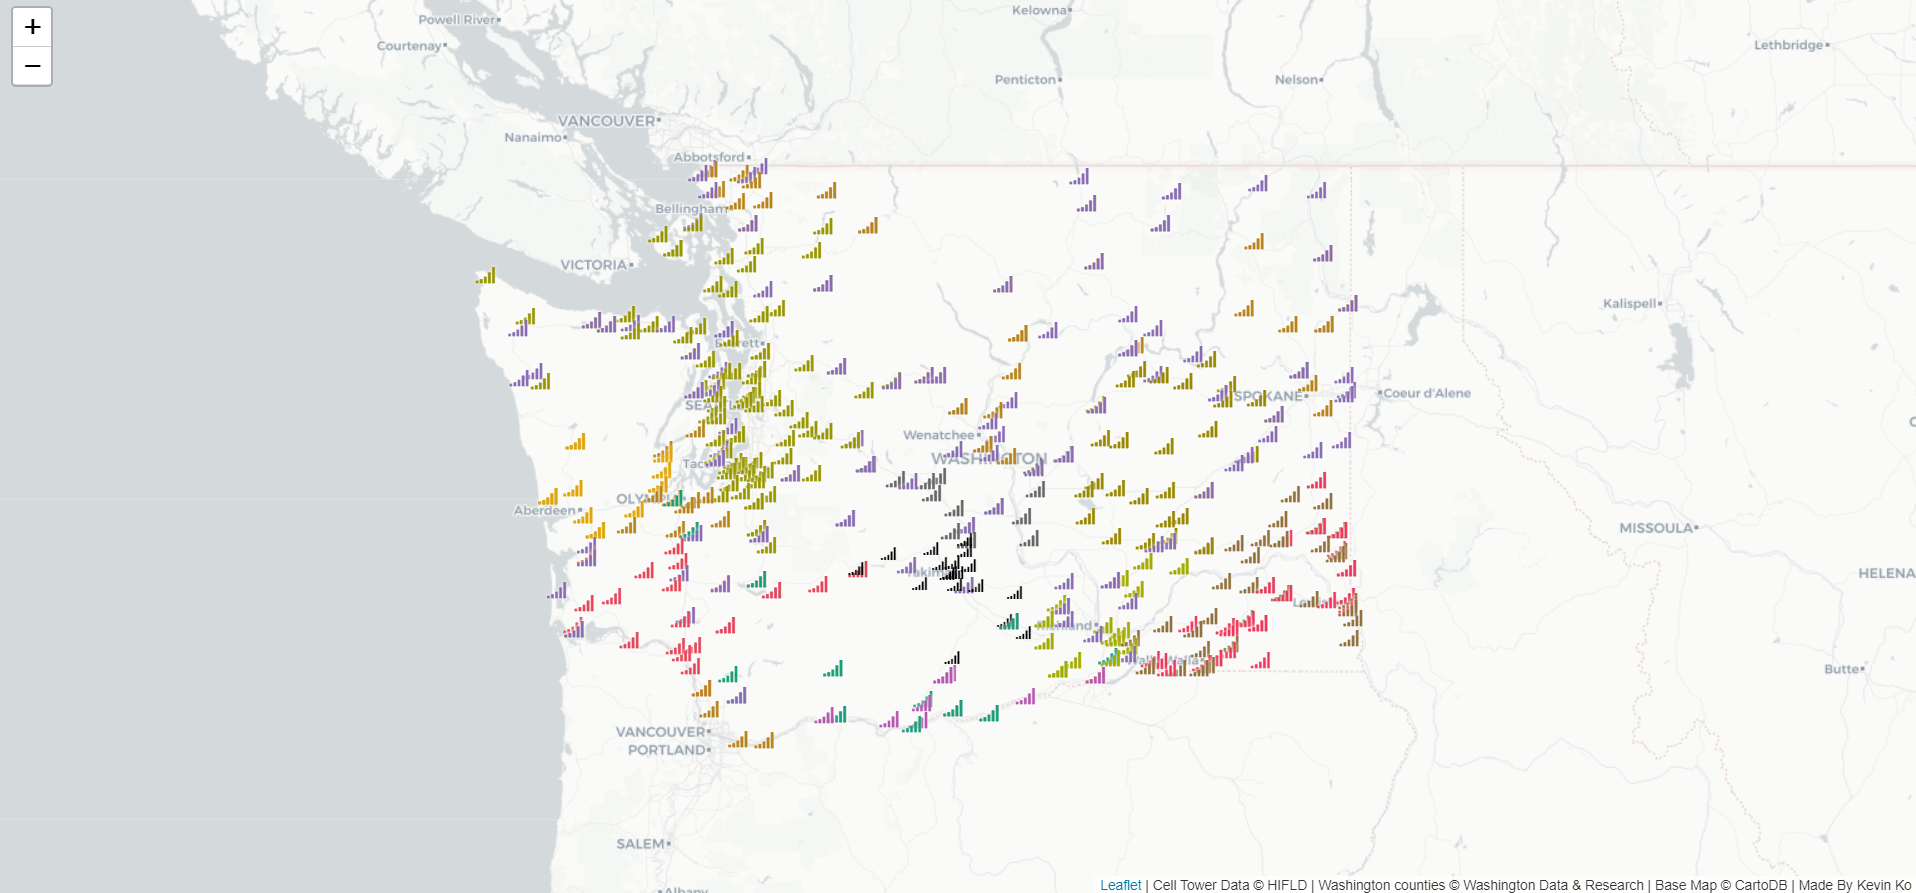 +
−
Powell River
Courtenay
Kelowna
Lethbridge
Penticton
Nelson
VANCOUVER
Nanaimo
Abbotsford
Bellingham
VICTORIA
Kalispell
SPOKANE
Coeur d'Alene
Wenatchee
WASHINGTON
Aberdeen
MISSOULA
HELENA
Butte
VANCOUVER
PORTLAND
SALEM
Albany
Leaflet | Cell Tower Data © HIFLD | Washington counties © Washington Data & Research | Base Map © CartoDB | Made By Kevin Ko